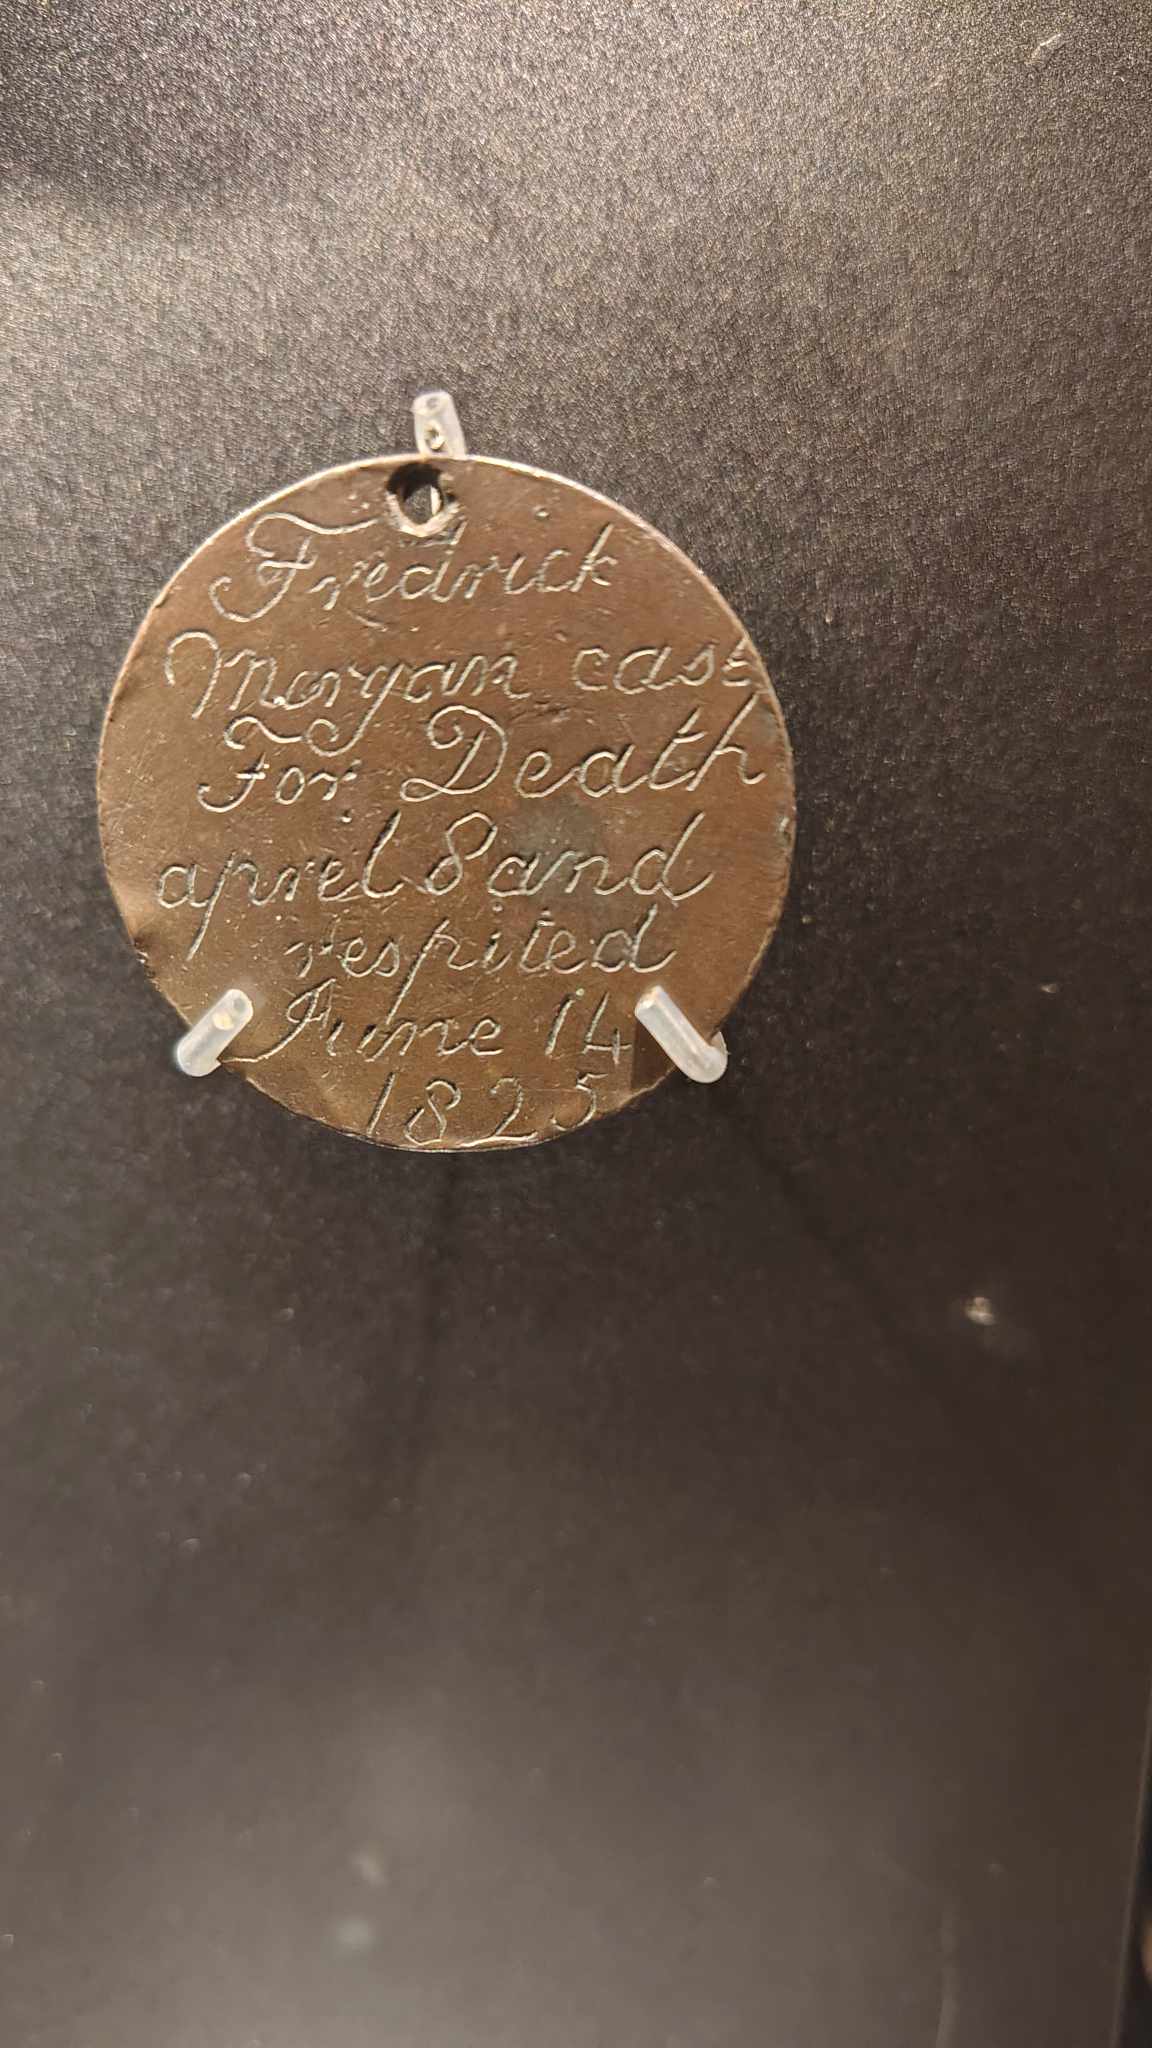 Fredrick
Morgan cast
For Death
aprel 8 and
respited
June 14
1825